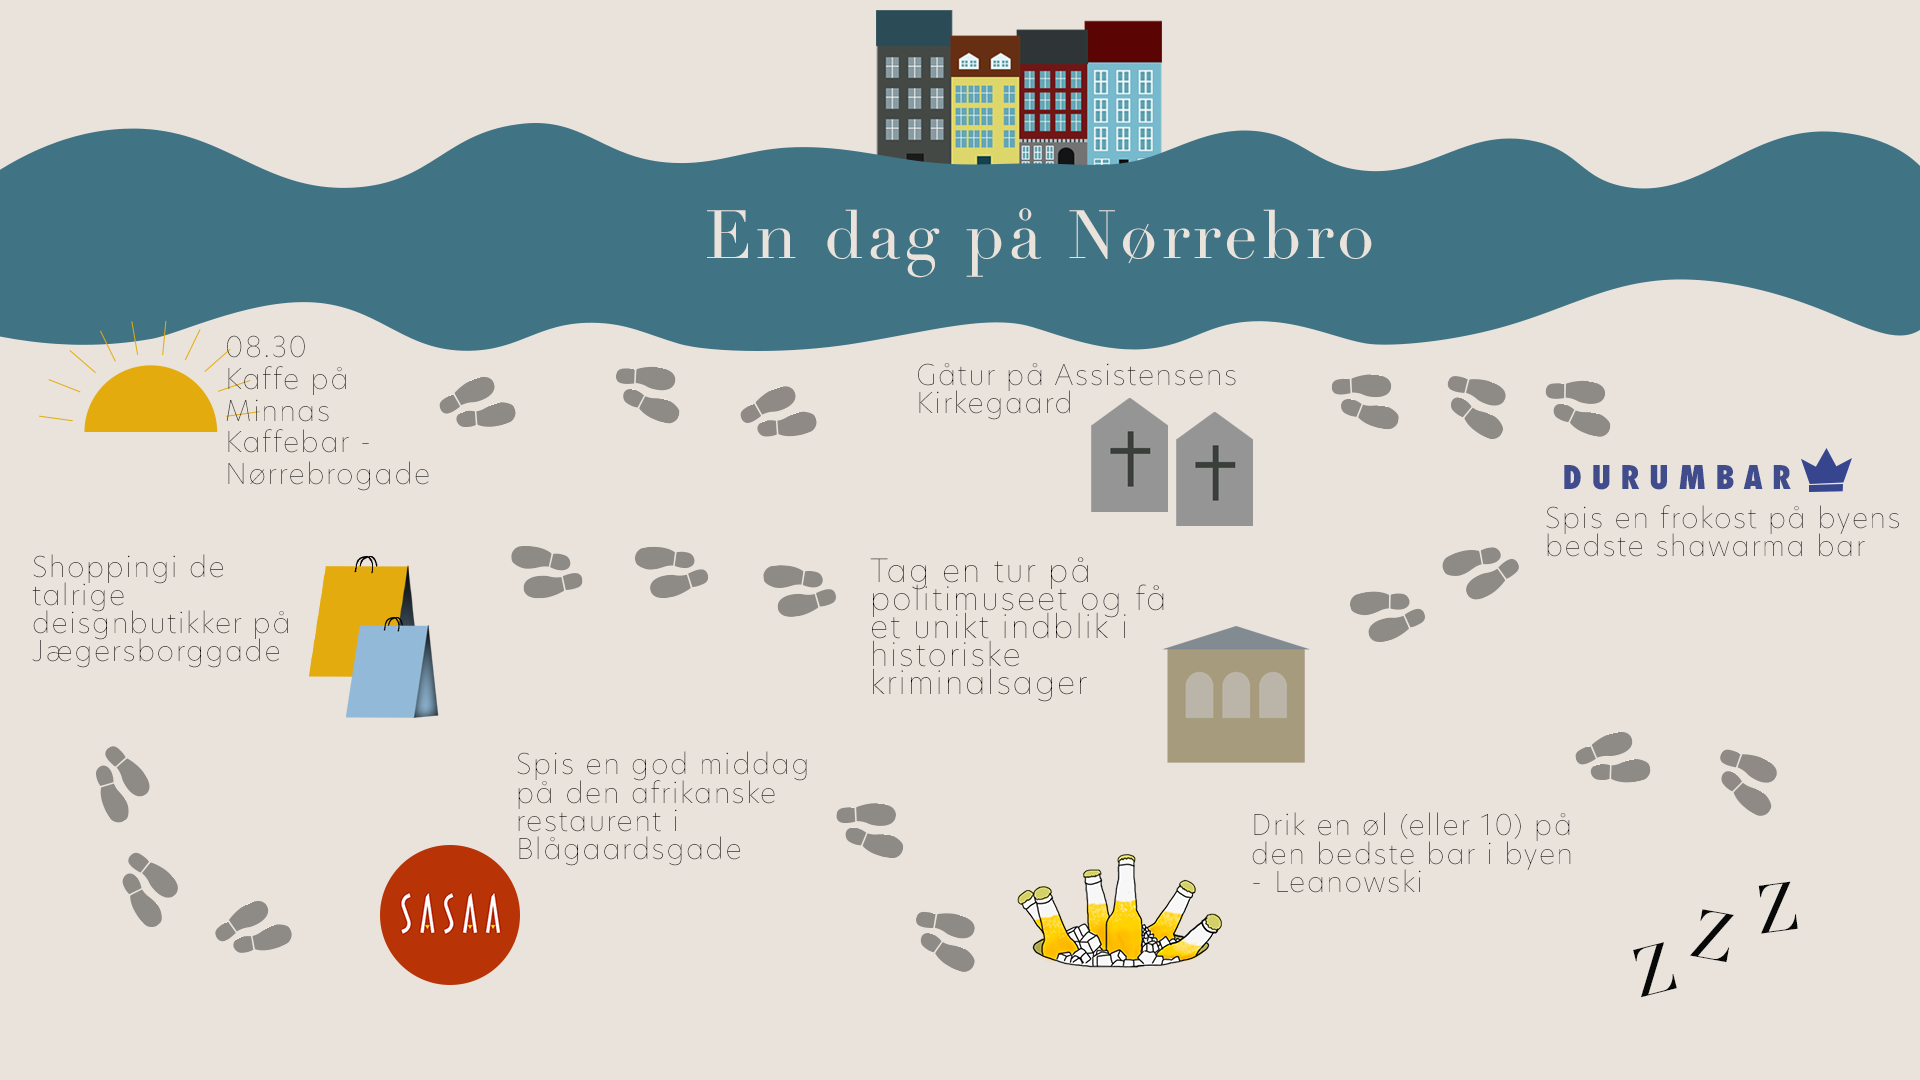 En dag på Nørrebro
08.30
Kaffe på
Minnas
Kaffebar -
Nørrebrogade
Gåtur på Assistensens
Kirkegaard
DURUMBAR
Spis en frokost på byens
bedste shawarma bar
Tag en tur på
politimuseet og få
et unikt indblik i
historiske
kriminalsager
Shoppingi de
talrige
deisgnbutikker på
Jægersborggade
Spis en god middag
på den afrikanske
restaurent i
Blågaardsgade
SASAA
Drik en øl (eller 10) på
den bedste bar i byen
- Leanowski
Z Z Z